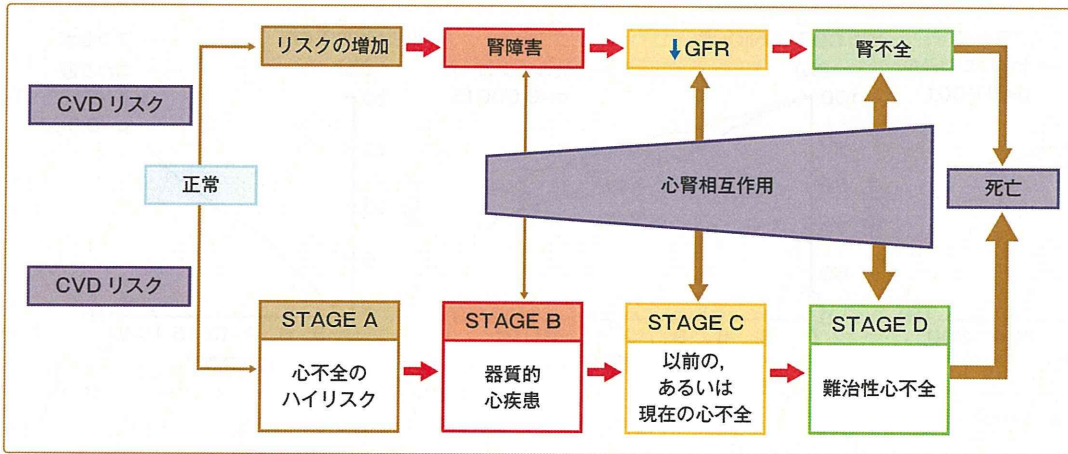 リスクの増加
腎障害
↓GFR
腎不全
CVD リスク
正常
心腎相互作用
死亡
CVD リスク
STAGE A
STAGE B
STAGE C
STAGE D
心不全の
ハイリスク
器質的
心疾患
以前の,
あるいは
現在の心不全
難治性心不全